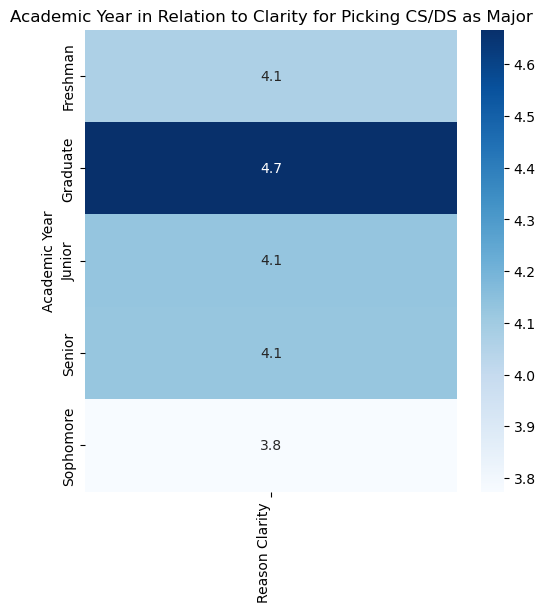 Academic Year in Relation to Clarity for Picking CS/DS as Major
Academic Year
Freshman
4.1
Graduate
4.7
Junior
4.1
Senior
4.1
Sophomore
3.8
Reason Clarity
4.6
4.5
4.4
4.3
4.2
4.1
4.0
3.9
3.8